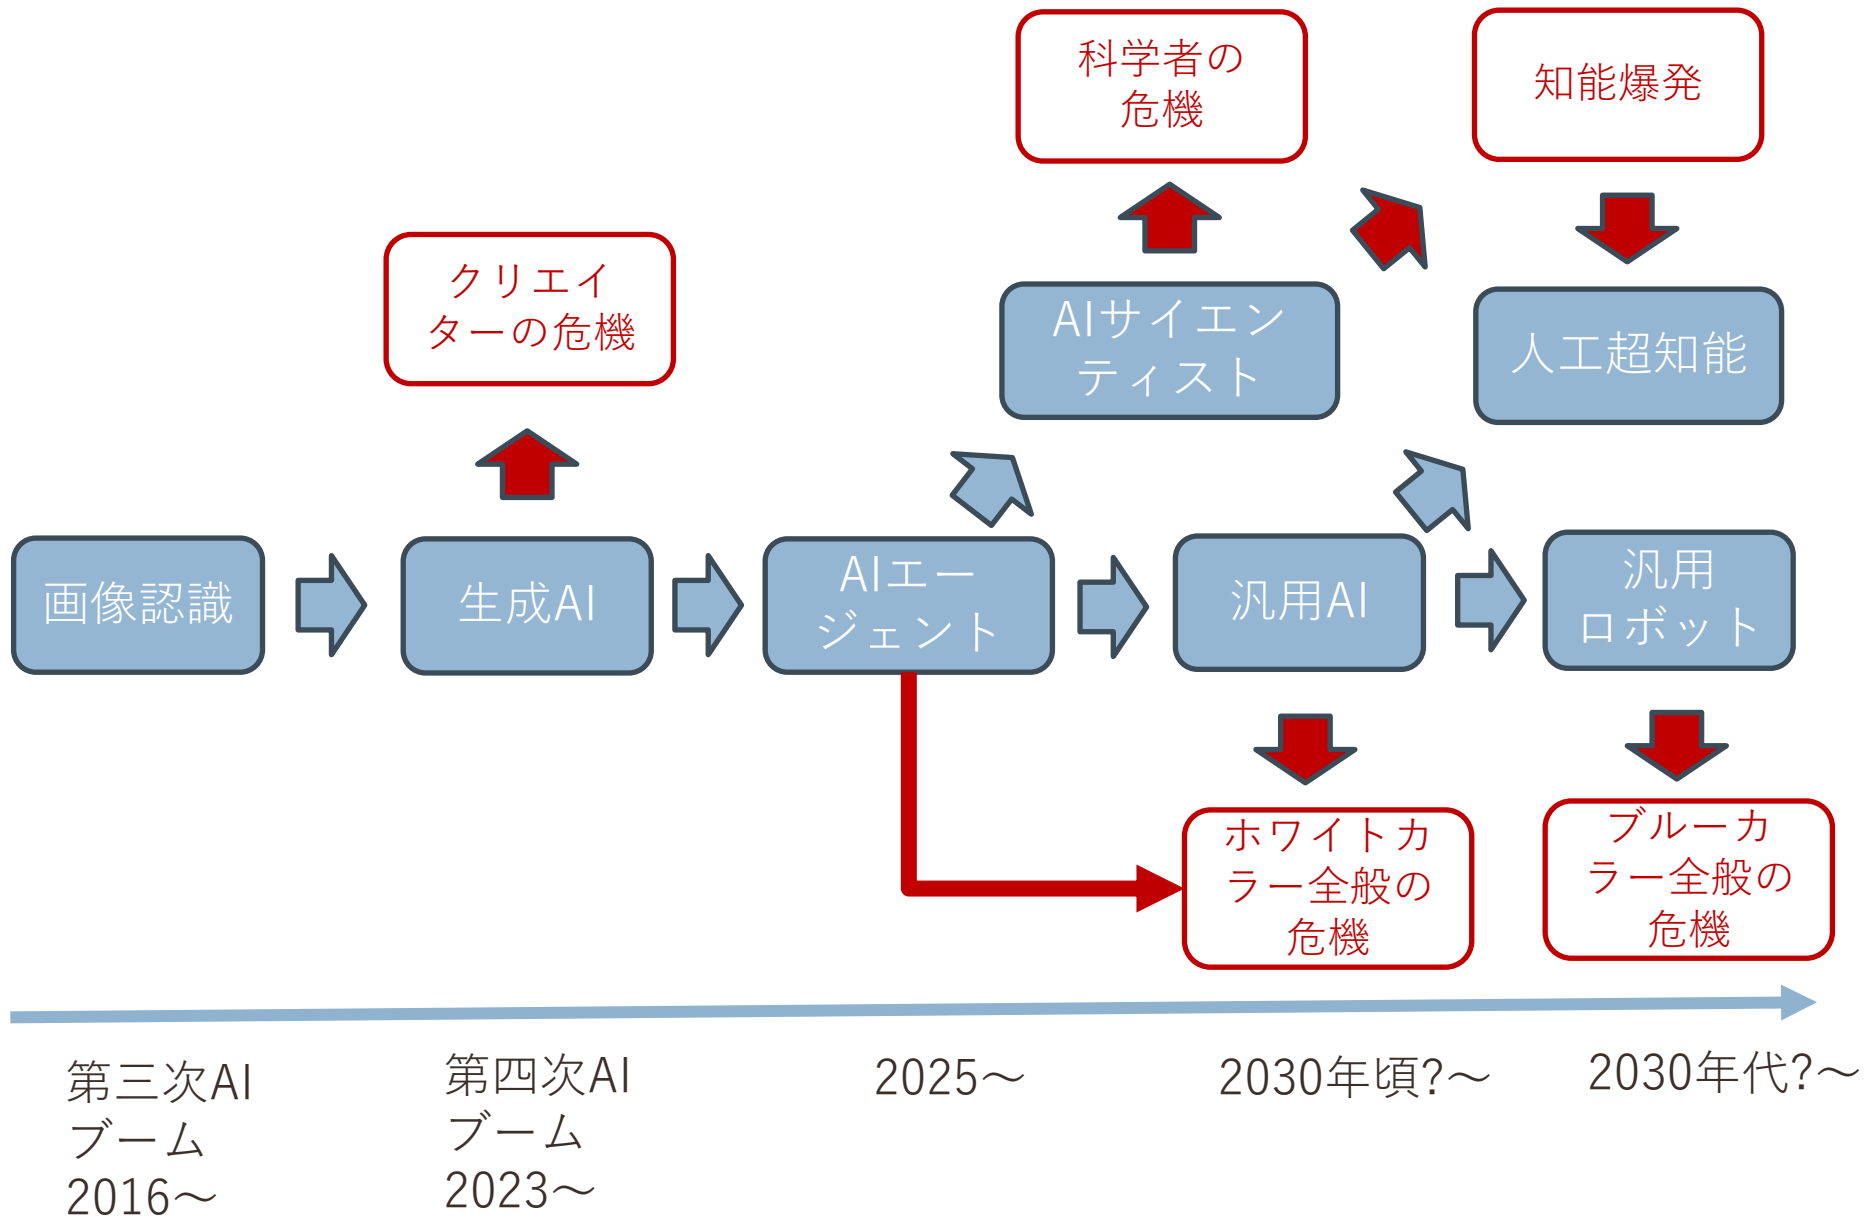 科学者の
危機
知能爆発
クリエイ
ターの危機
AIサイエン
ティスト
人工超知能
画像認識
生成AI
AIエー
ジェント
汎用AI
汎用
ロボット
ホワイトカ
ラー全般の
危機
ブルーカ
ラー全般の
危機
第三次AI
ブーム
2016～
第四次AI
ブーム
2023～
2025～
2030年頃?～
2030年代?～